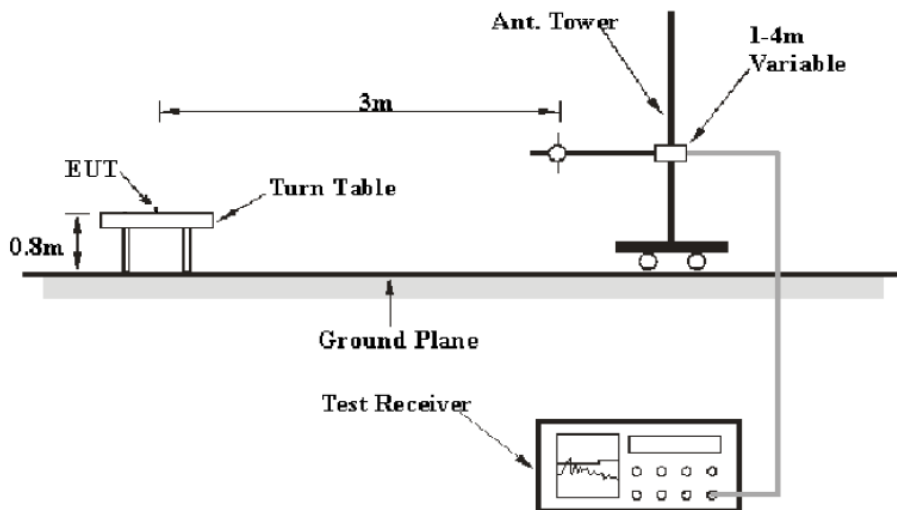 Ant. Tower
1-4m
Variable
3m
EUT
Turn Table
0.8m
Ground Plane
Test Receiver